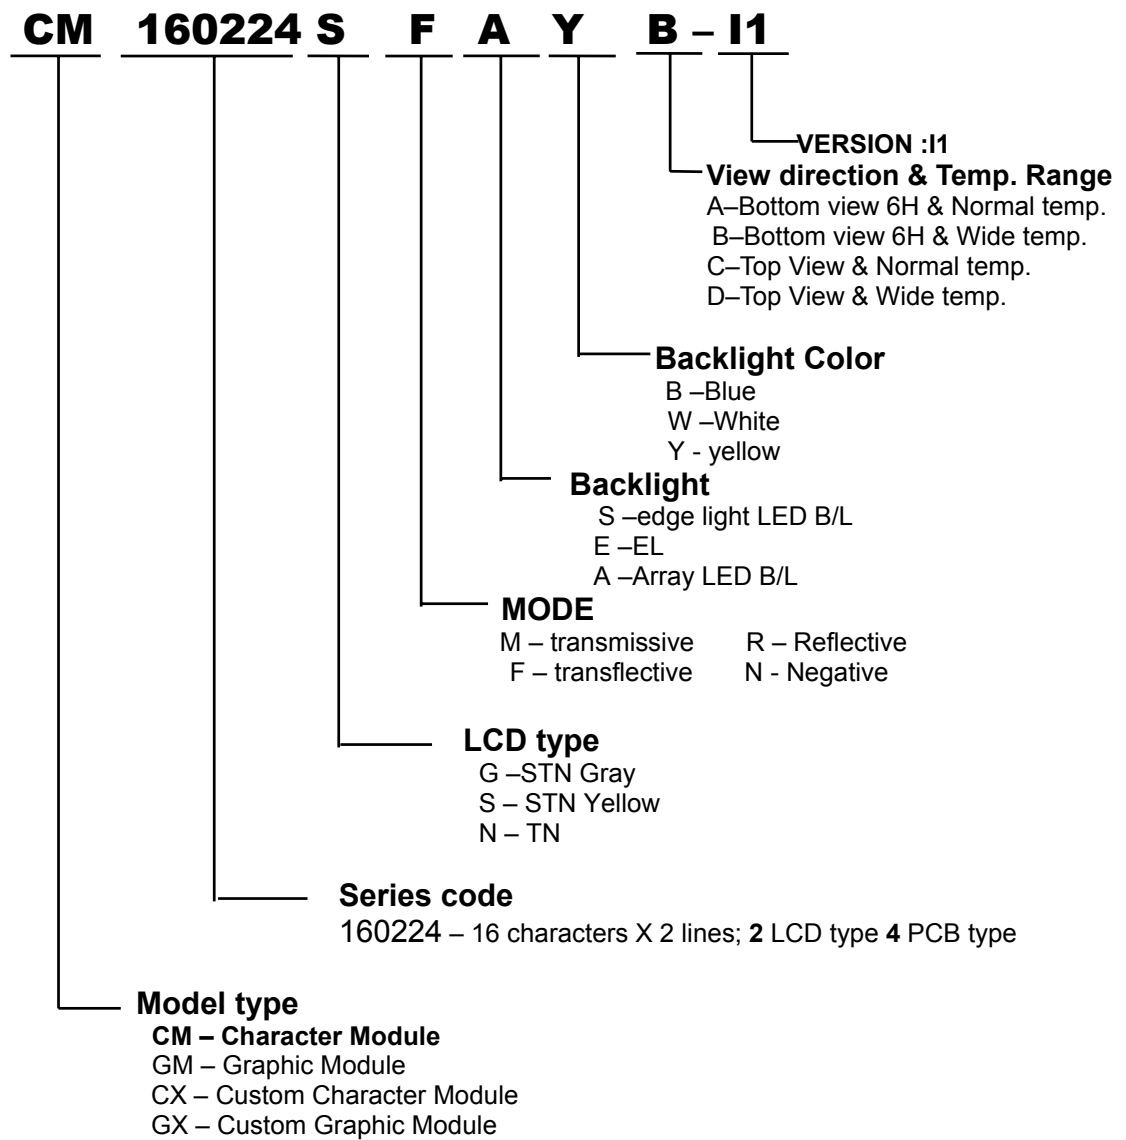 CM 160224 S F A Y B – I1
VERSION :I1
View direction & Temp. Range
A–Bottom view 6H & Normal temp.
B–Bottom view 6H & Wide temp.
C–Top View & Normal temp.
D–Top View & Wide temp.
Backlight Color
B –Blue
W –White
Y - yellow
Backlight
S –edge light LED B/L
E –EL
A –Array LED B/L
MODE
M – transmissive R – Reflective
F – transflective N - Negative
LCD type
G –STN Gray
S – STN Yellow
N – TN
Series code
160224 – 16 characters X 2 lines; 2 LCD type 4 PCB type
Model type
CM – Character Module
GM – Graphic Module
CX – Custom Character Module
GX – Custom Graphic Module